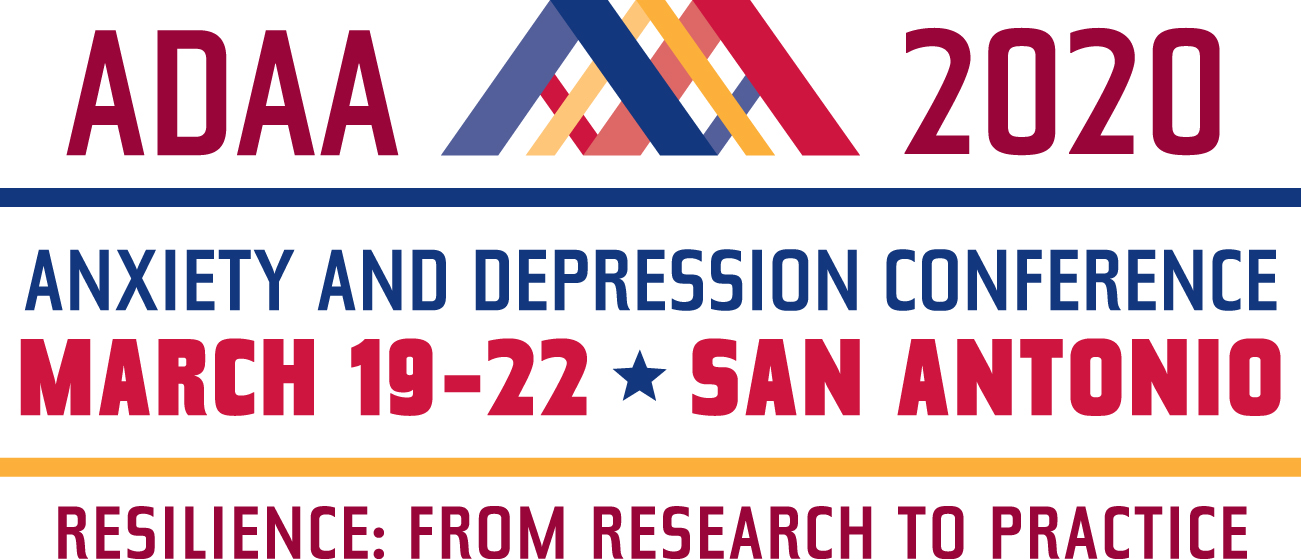 ADAA 2020
ANXIETY AND DEPRESSION CONFERENCE
MARCH 19-22 ★ SAN ANTONIO
RESILIENCE: FROM RESEARCH TO PRACTICE